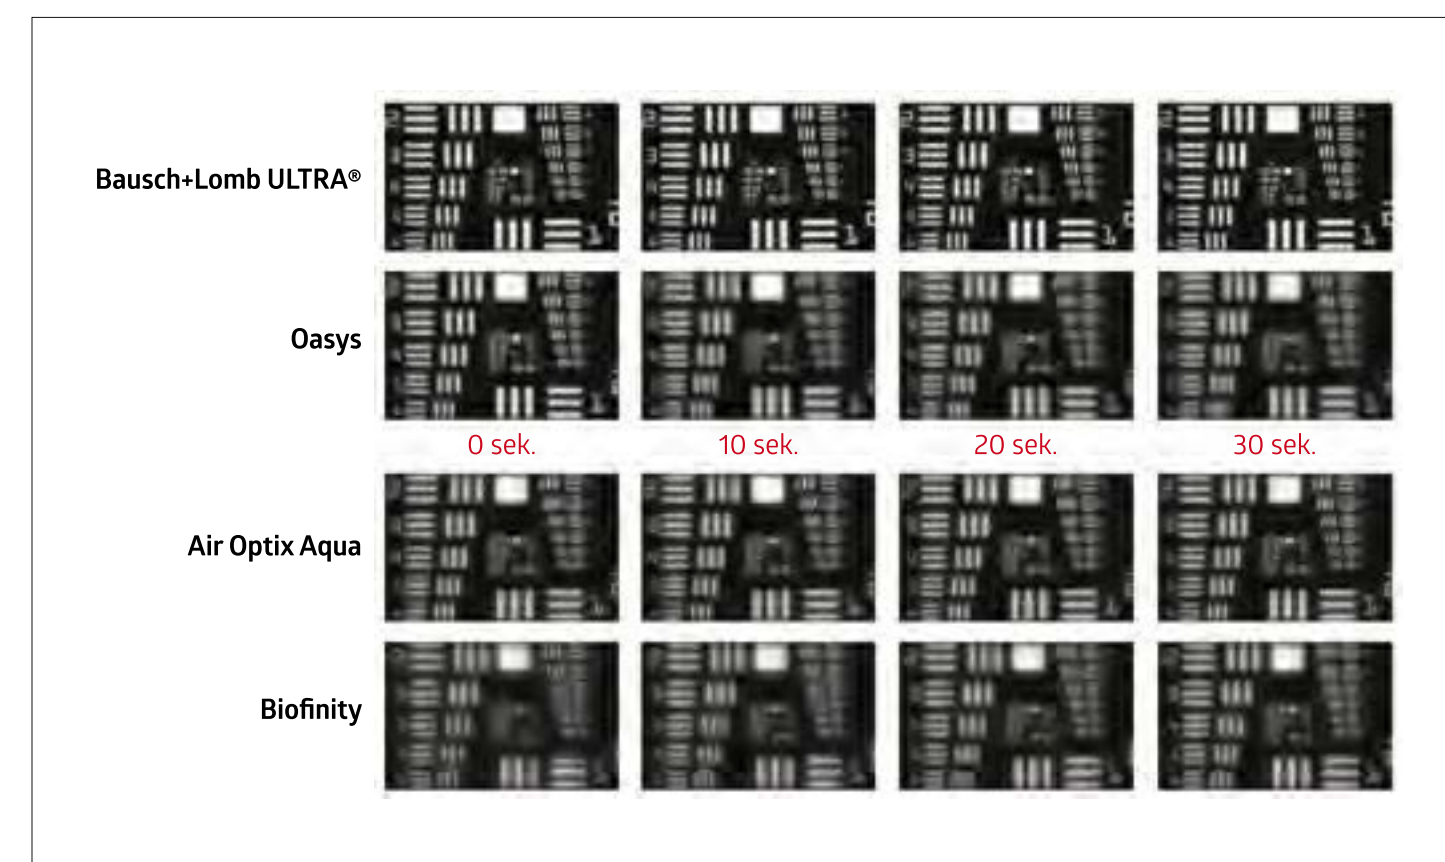 Bausch+Lomb ULTRA®
Oasys
0 sek. 10 sek. 20 sek. 30 sek.
Air Optix Aqua
Biofinity